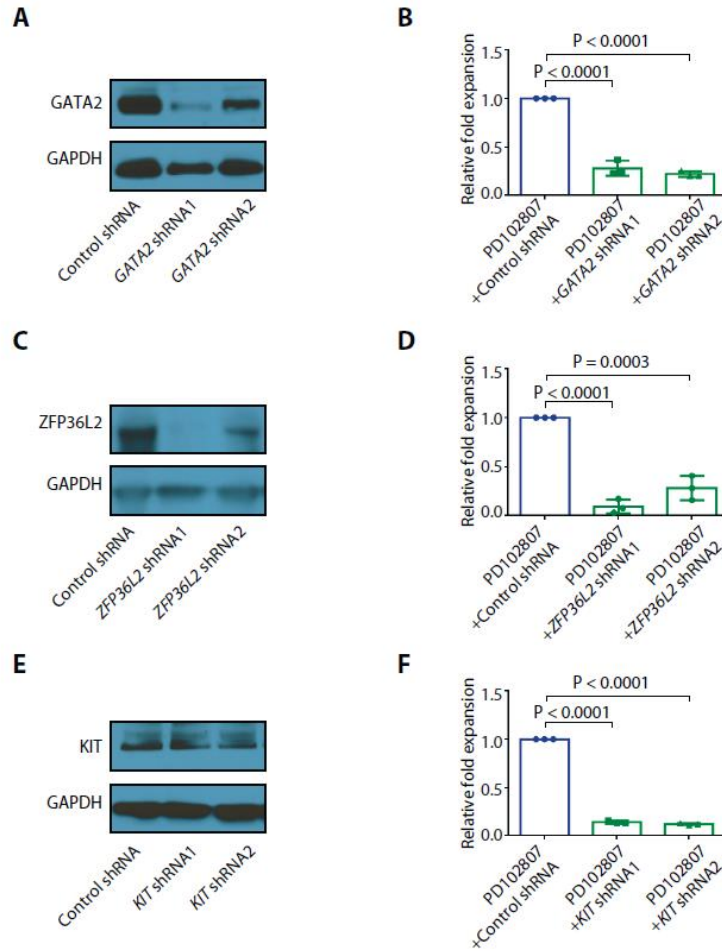 A
GATA2
GAPDH
Control shRNA
GATA2 shRNA1
GATA2 shRNA2
B
Relative fold expansion
1.5
1.0
0.5
0.0
P < 0.0001
P < 0.0001
PD102807
+Control shRNA
PD102807
+GATA2 shRNA1
PD102807
+GATA2 shRNA2
C
ZFP36L2
GAPDH
Control shRNA
ZFP36L2 shRNA1
ZFP36L2 shRNA2
D
Relative fold expansion
1.5
1.0
0.5
0.0
P = 0.0003
P < 0.0001
PD102807
+Control shRNA
PD102807
+ZFP36L2 shRNA1
PD102807
+ZFP36L2 shRNA2
E
KIT
GAPDH
Control shRNA
KIT shRNA1
KIT shRNA2
F
Relative fold expansion
1.5
1.0
0.5
0.0
P < 0.0001
P < 0.0001
PD102807
+Control shRNA
PD102807
+KIT shRNA1
PD102807
+KIT shRNA2